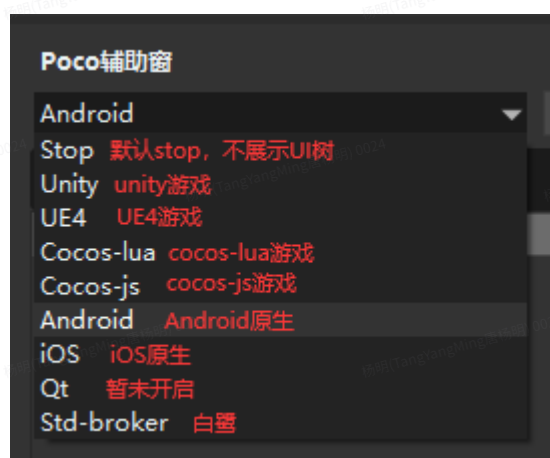 Poco辅助窗
Android
Stop 默认stop，不展示UI树
Unity unity游戏
UE4 UE4游戏
Cocos-lua cocos-lua游戏
Cocos-js cocos-js游戏
Android Android原生
iOS iOS原生
Qt 暂未开启
Std-broker 白鹭